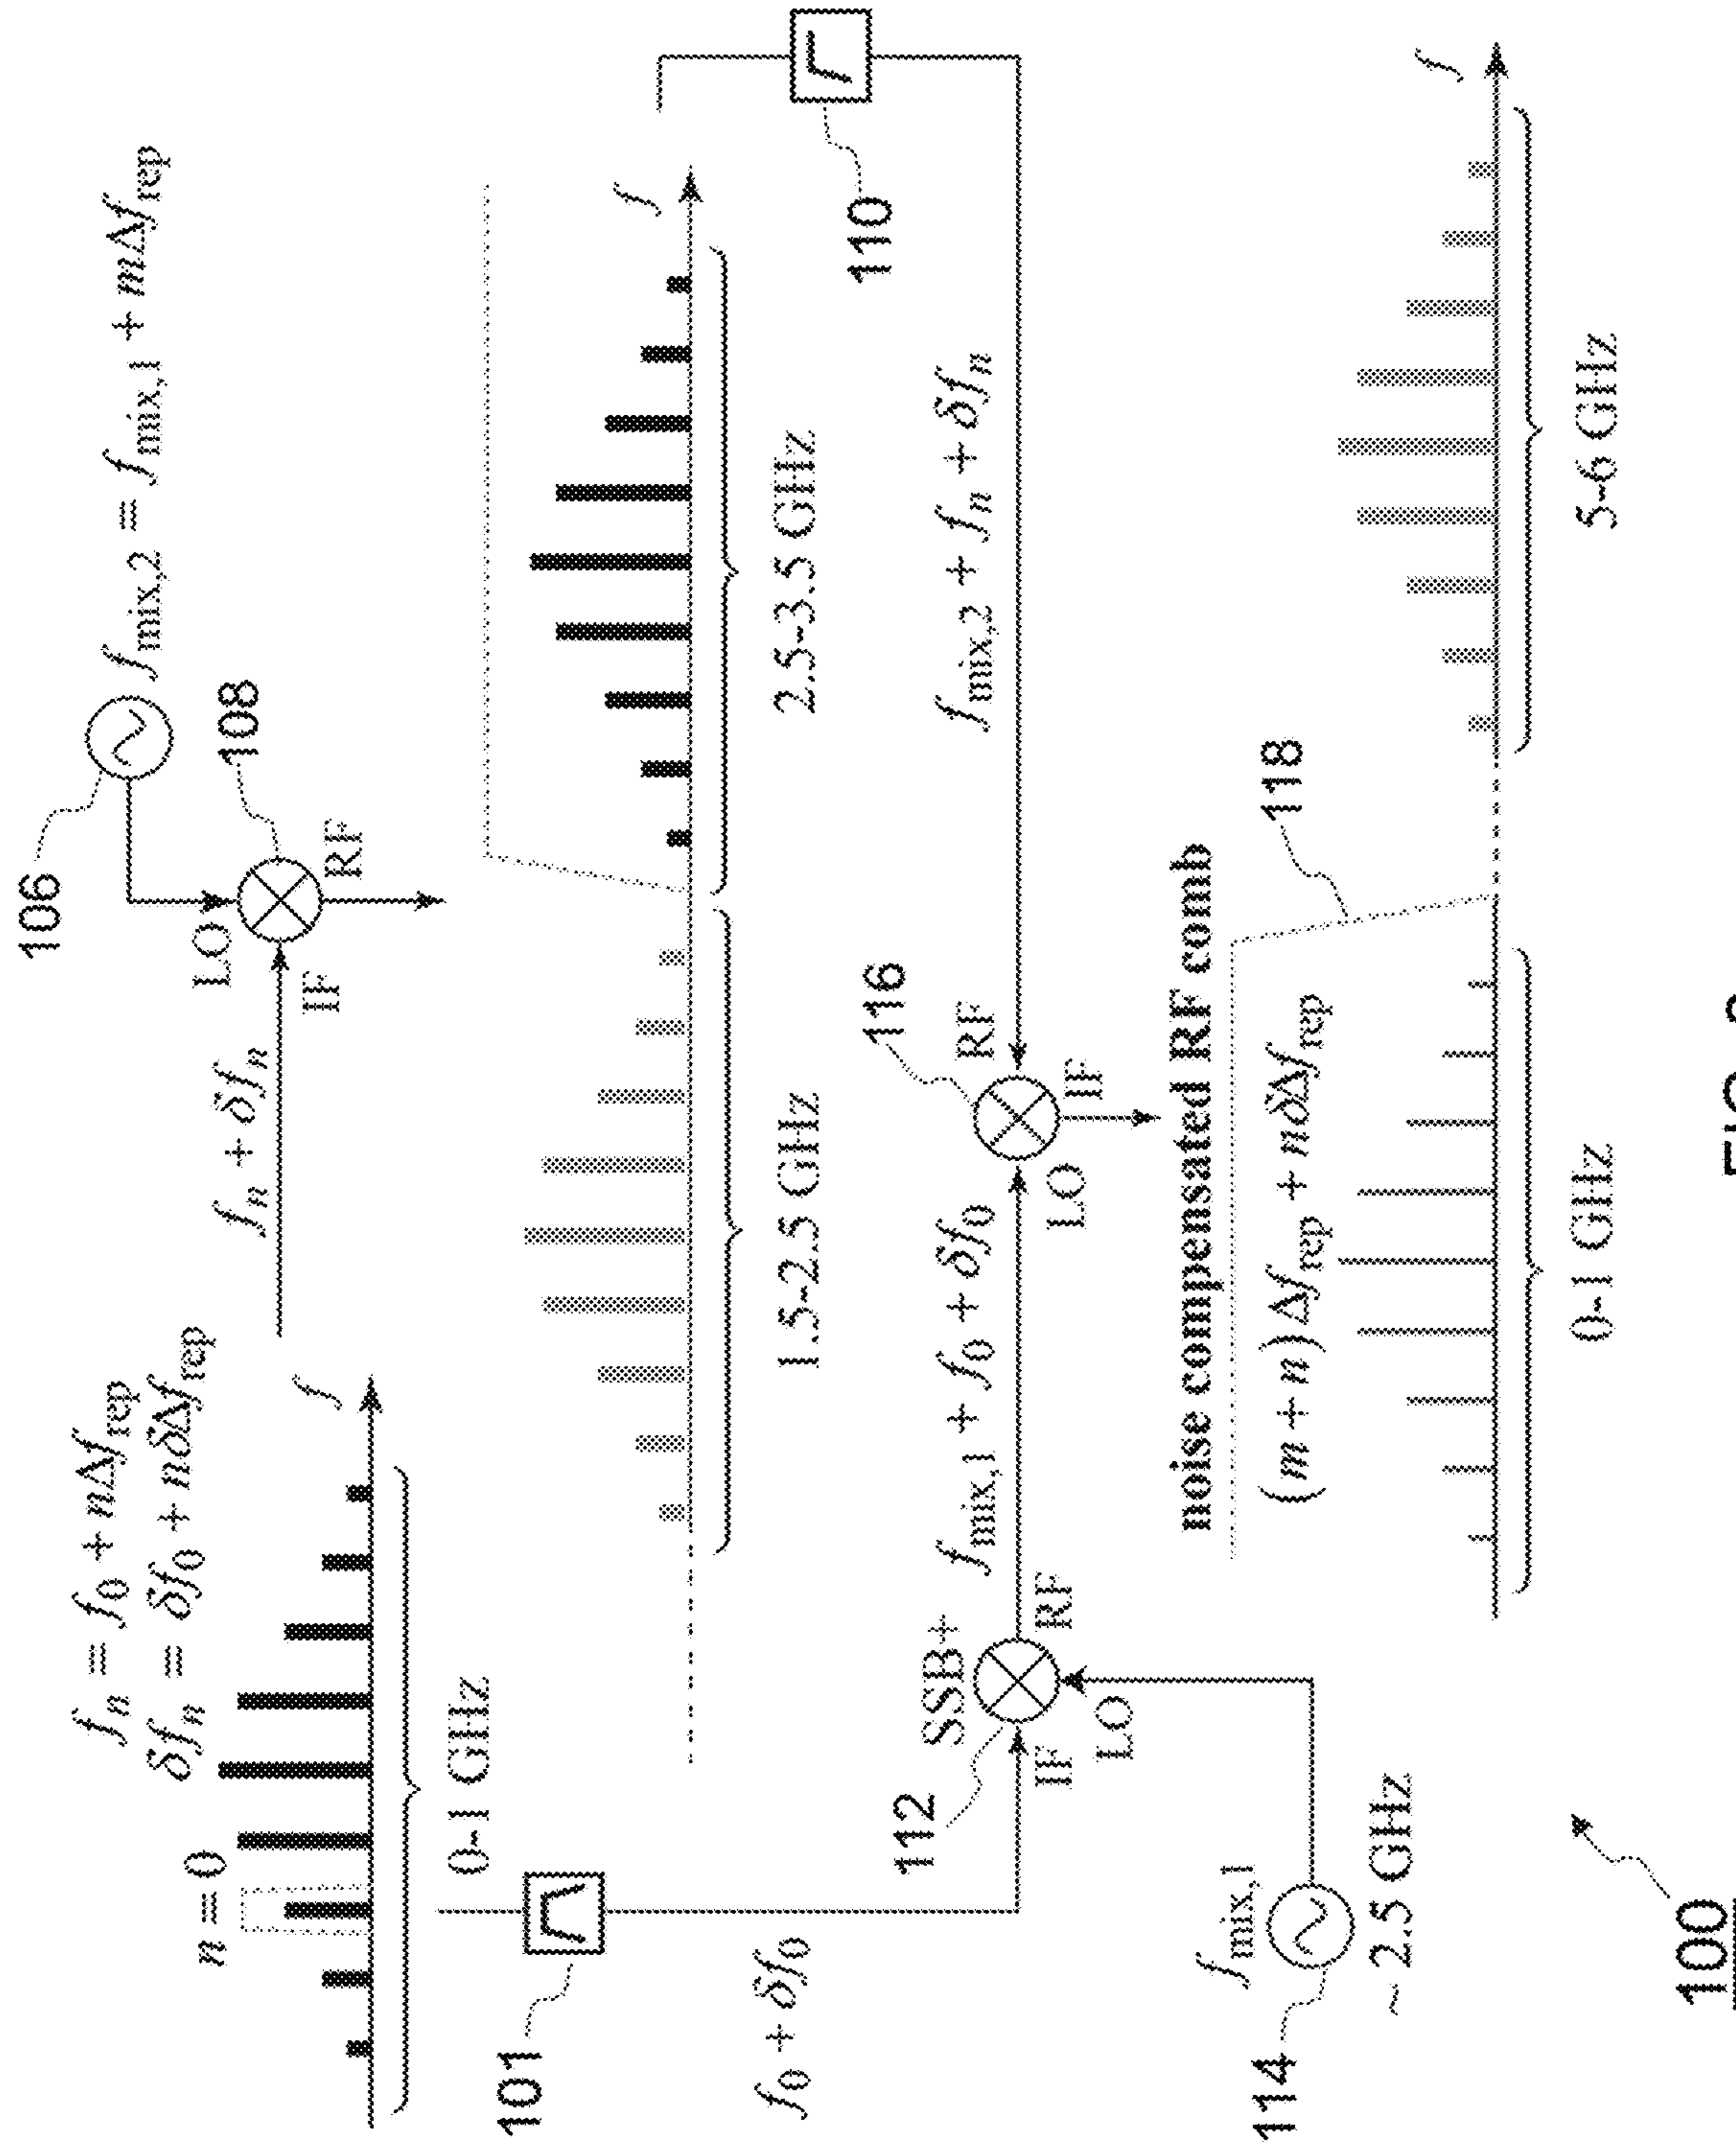 106
f_mix,2 = f_mix,1 + mΔf_rep
f_n = f_0 + nΔf_rep
δf_n = δf_0 + nδΔf_rep
n = 0
f
0-1 GHz
f_n + δf_n
LO
IF
RF
108
f
1.5-2.5 GHz
2.5-3.5 GHz
101
110
f_0 + δf_0
112
SSB+
IF
LO
RF
f_mix,1 + f_0 + δf_0
116
LO
RF
IF
f_mix,2 + f_n + δf_n
f_mix,1
114
~ 2.5 GHz
noise compensated RF comb
(m + n)Δf_rep + nδΔf_rep
118
f
0-1 GHz
5-6 GHz
100